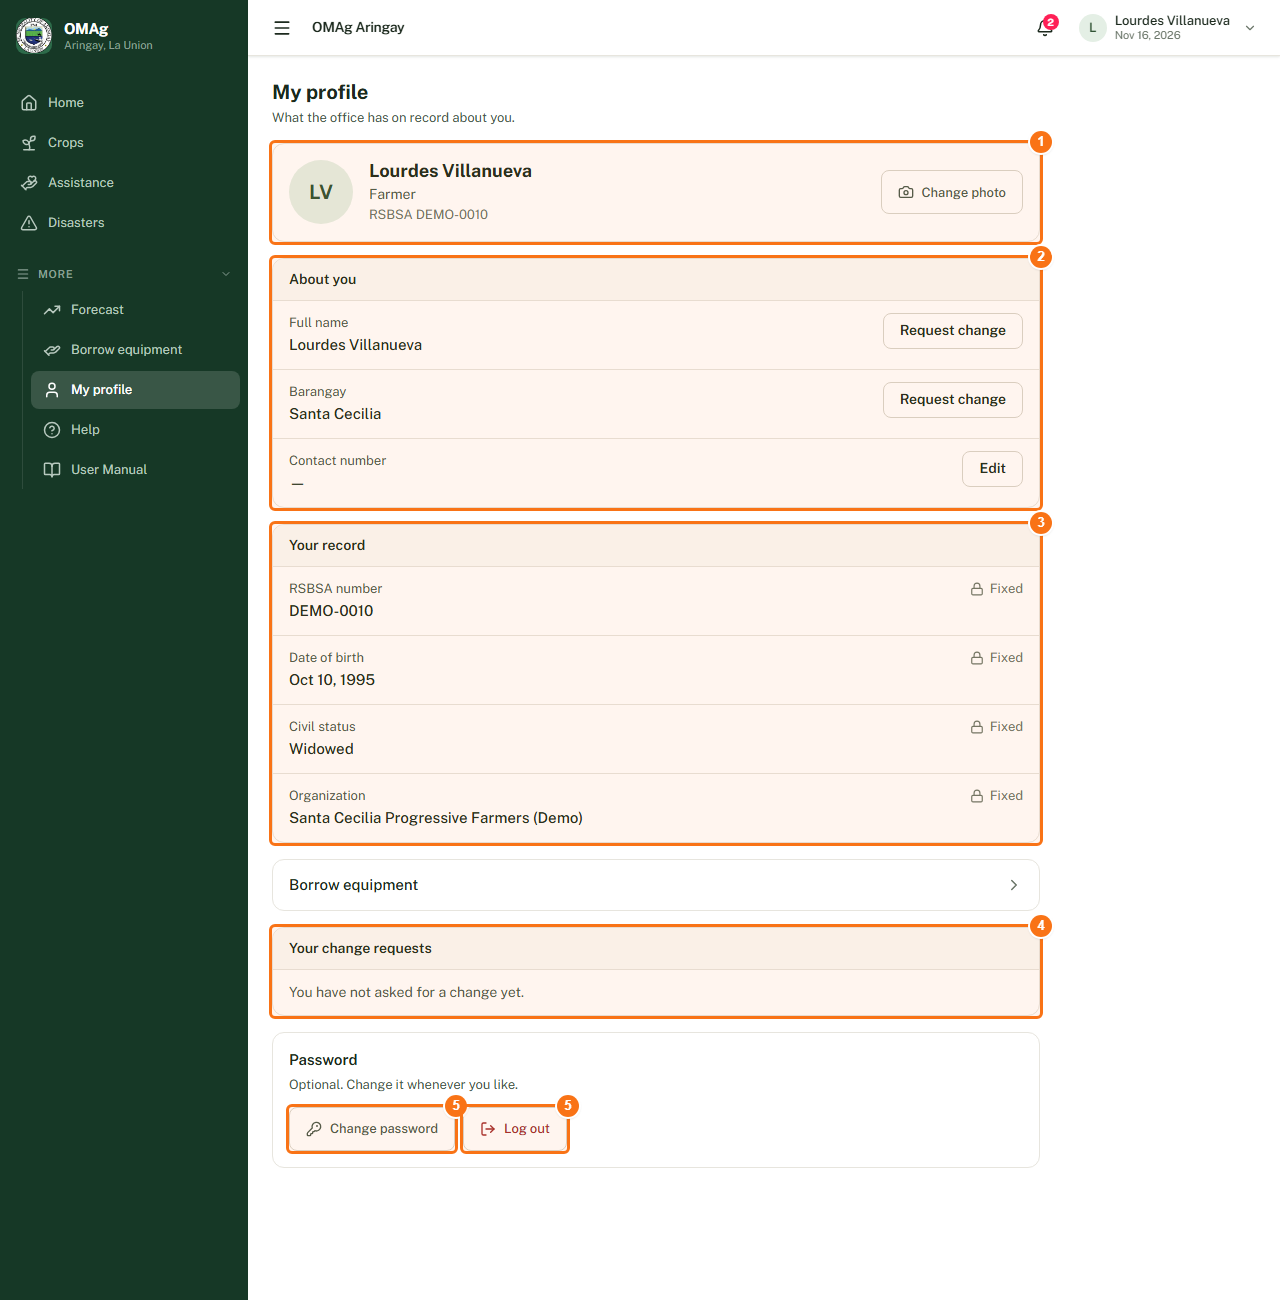 OMAg
Aringay, La Union
Home
Crops
Assistance
Disasters
MORE
Forecast
Borrow equipment
My profile
Help
User Manual
OMAg Aringay
2
L
Lourdes Villanueva
Nov 16, 2026
My profile
What the office has on record about you.
1
LV
Lourdes Villanueva
Farmer
RSBSA DEMO-0010
Change photo
2
About you
Full name
Lourdes Villanueva
Request change
Barangay
Santa Cecilia
Request change
Contact number
—
Edit
3
Your record
RSBSA number
DEMO-0010
Fixed
Date of birth
Oct 10, 1995
Fixed
Civil status
Widowed
Fixed
Organization
Santa Cecilia Progressive Farmers (Demo)
Fixed
Borrow equipment
4
Your change requests
You have not asked for a change yet.
Password
Optional. Change it whenever you like.
5
Change password
5
Log out